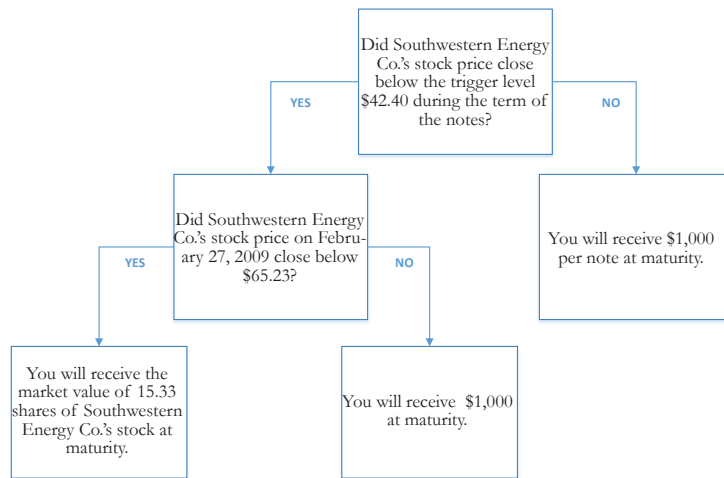 Did Southwestern Energy
Co.'s stock price close
below the trigger level
$42.40 during the term of
the notes?
YES
NO
Did Southwestern Energy
Co.'s stock price on Febru-
ary 27, 2009 close below
$65.23?
You will receive $1,000
per note at maturity.
YES
NO
You will receive the
market value of 15.33
shares of Southwestern
Energy Co.'s stock at
maturity.
You will receive $1,000
at maturity.